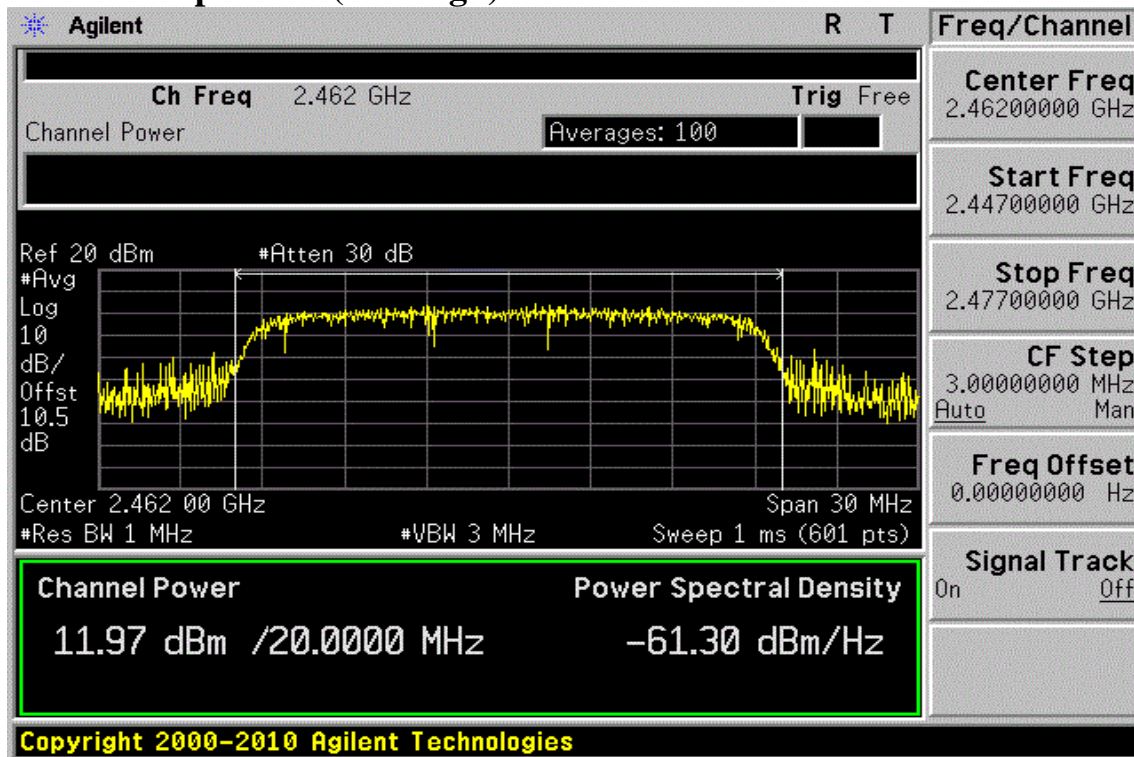 Agilent R T Freq/Channel
Ch Freq 2.462 GHz Trig Free
Channel Power Averages: 100
Center Freq
2.46200000 GHz
Start Freq
2.44700000 GHz
Stop Freq
2.47700000 GHz
CF Step
3.00000000 MHz
Auto Man
Freq Offset
0.00000000 Hz
Signal Track
On Off
Ref 20 dBm #Atten 30 dB
#Avg
Log
10
dB/
Offst
10.5
dB
Center 2.462 00 GHz Span 30 MHz
#Res BW 1 MHz #VBW 3 MHz Sweep 1 ms (601 pts)
Channel Power Power Spectral Density
11.97 dBm /20.0000 MHz -61.30 dBm/Hz
Copyright 2000-2010 Agilent Technologies